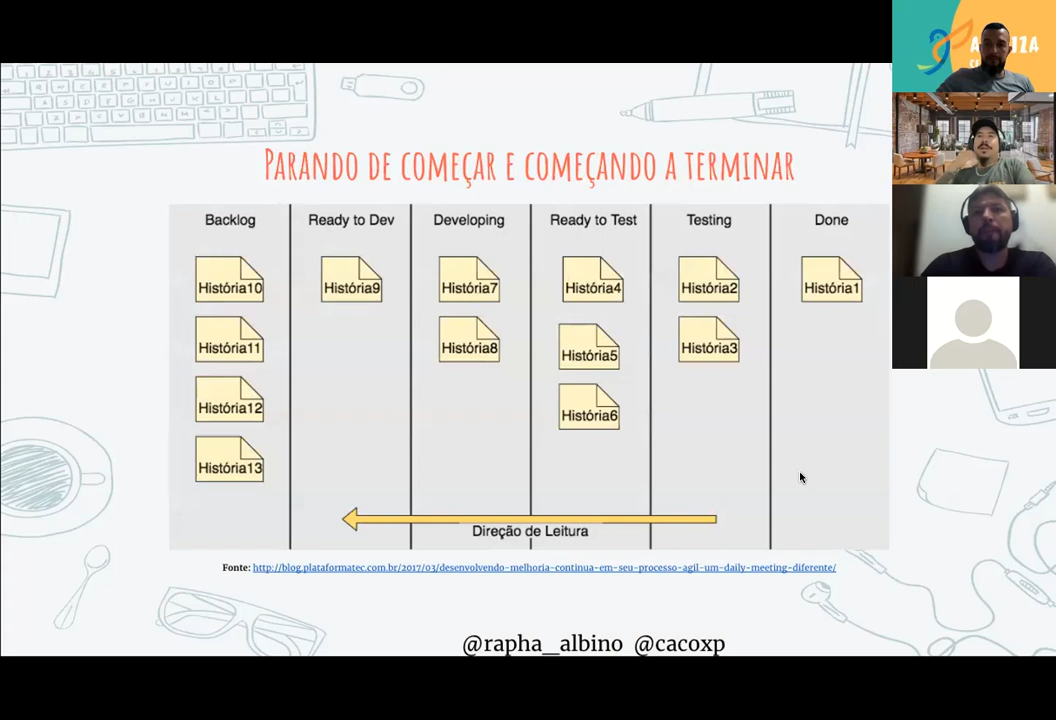 PARANDO DE COMEÇAR E COMEÇANDO A TERMINAR
Backlog
Ready to Dev
Developing
Ready to Test
Testing
Done
História10
História9
História7
História4
História2
História1
História11
História8
História5
História3
História12
História6
História13
Direção de Leitura
Fonte: http://blog.plataformatec.com.br/2017/03/desenvolvendo-melhoria-continua-em-seu-processo-agil-um-daily-meeting-diferente/
@rapha_albino @cacoxp